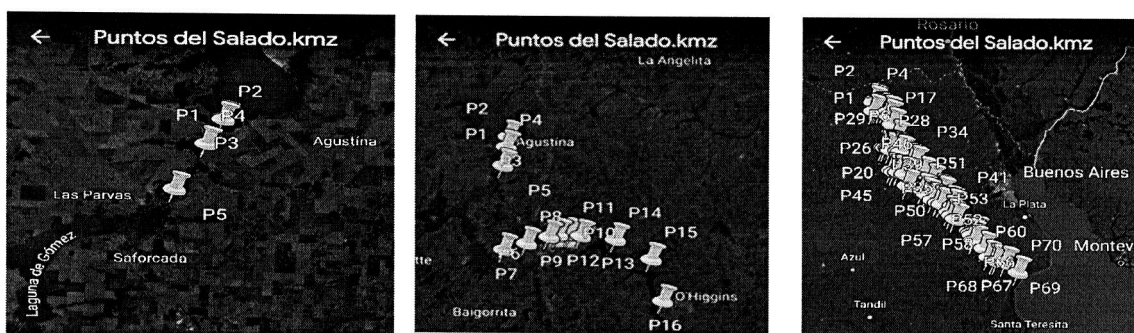 ← Puntos del Salado.kmz
P2
P1 P4
P3
Agustina
Las Parvas
P5
Saforcada
Laguna de Gómez
← Puntos del Salado.kmz
La Angelita
P2
P4
P1
Agustina
P5
P11 P14
P8
P10 P15
P6
P9 P12 P13
P7
O'Higgins
Baigorrita
P16
Rosario
← Puntos del Salado.kmz
P2 P4
P1 P17
P29 P28
P34
P26
P51
P20 P41 Buenos Aires
P45 P53 La Plata
P50
P60
P57 P58 P70 Montev
Azul
P68 P67 P69
Tandil
Santa Teresita